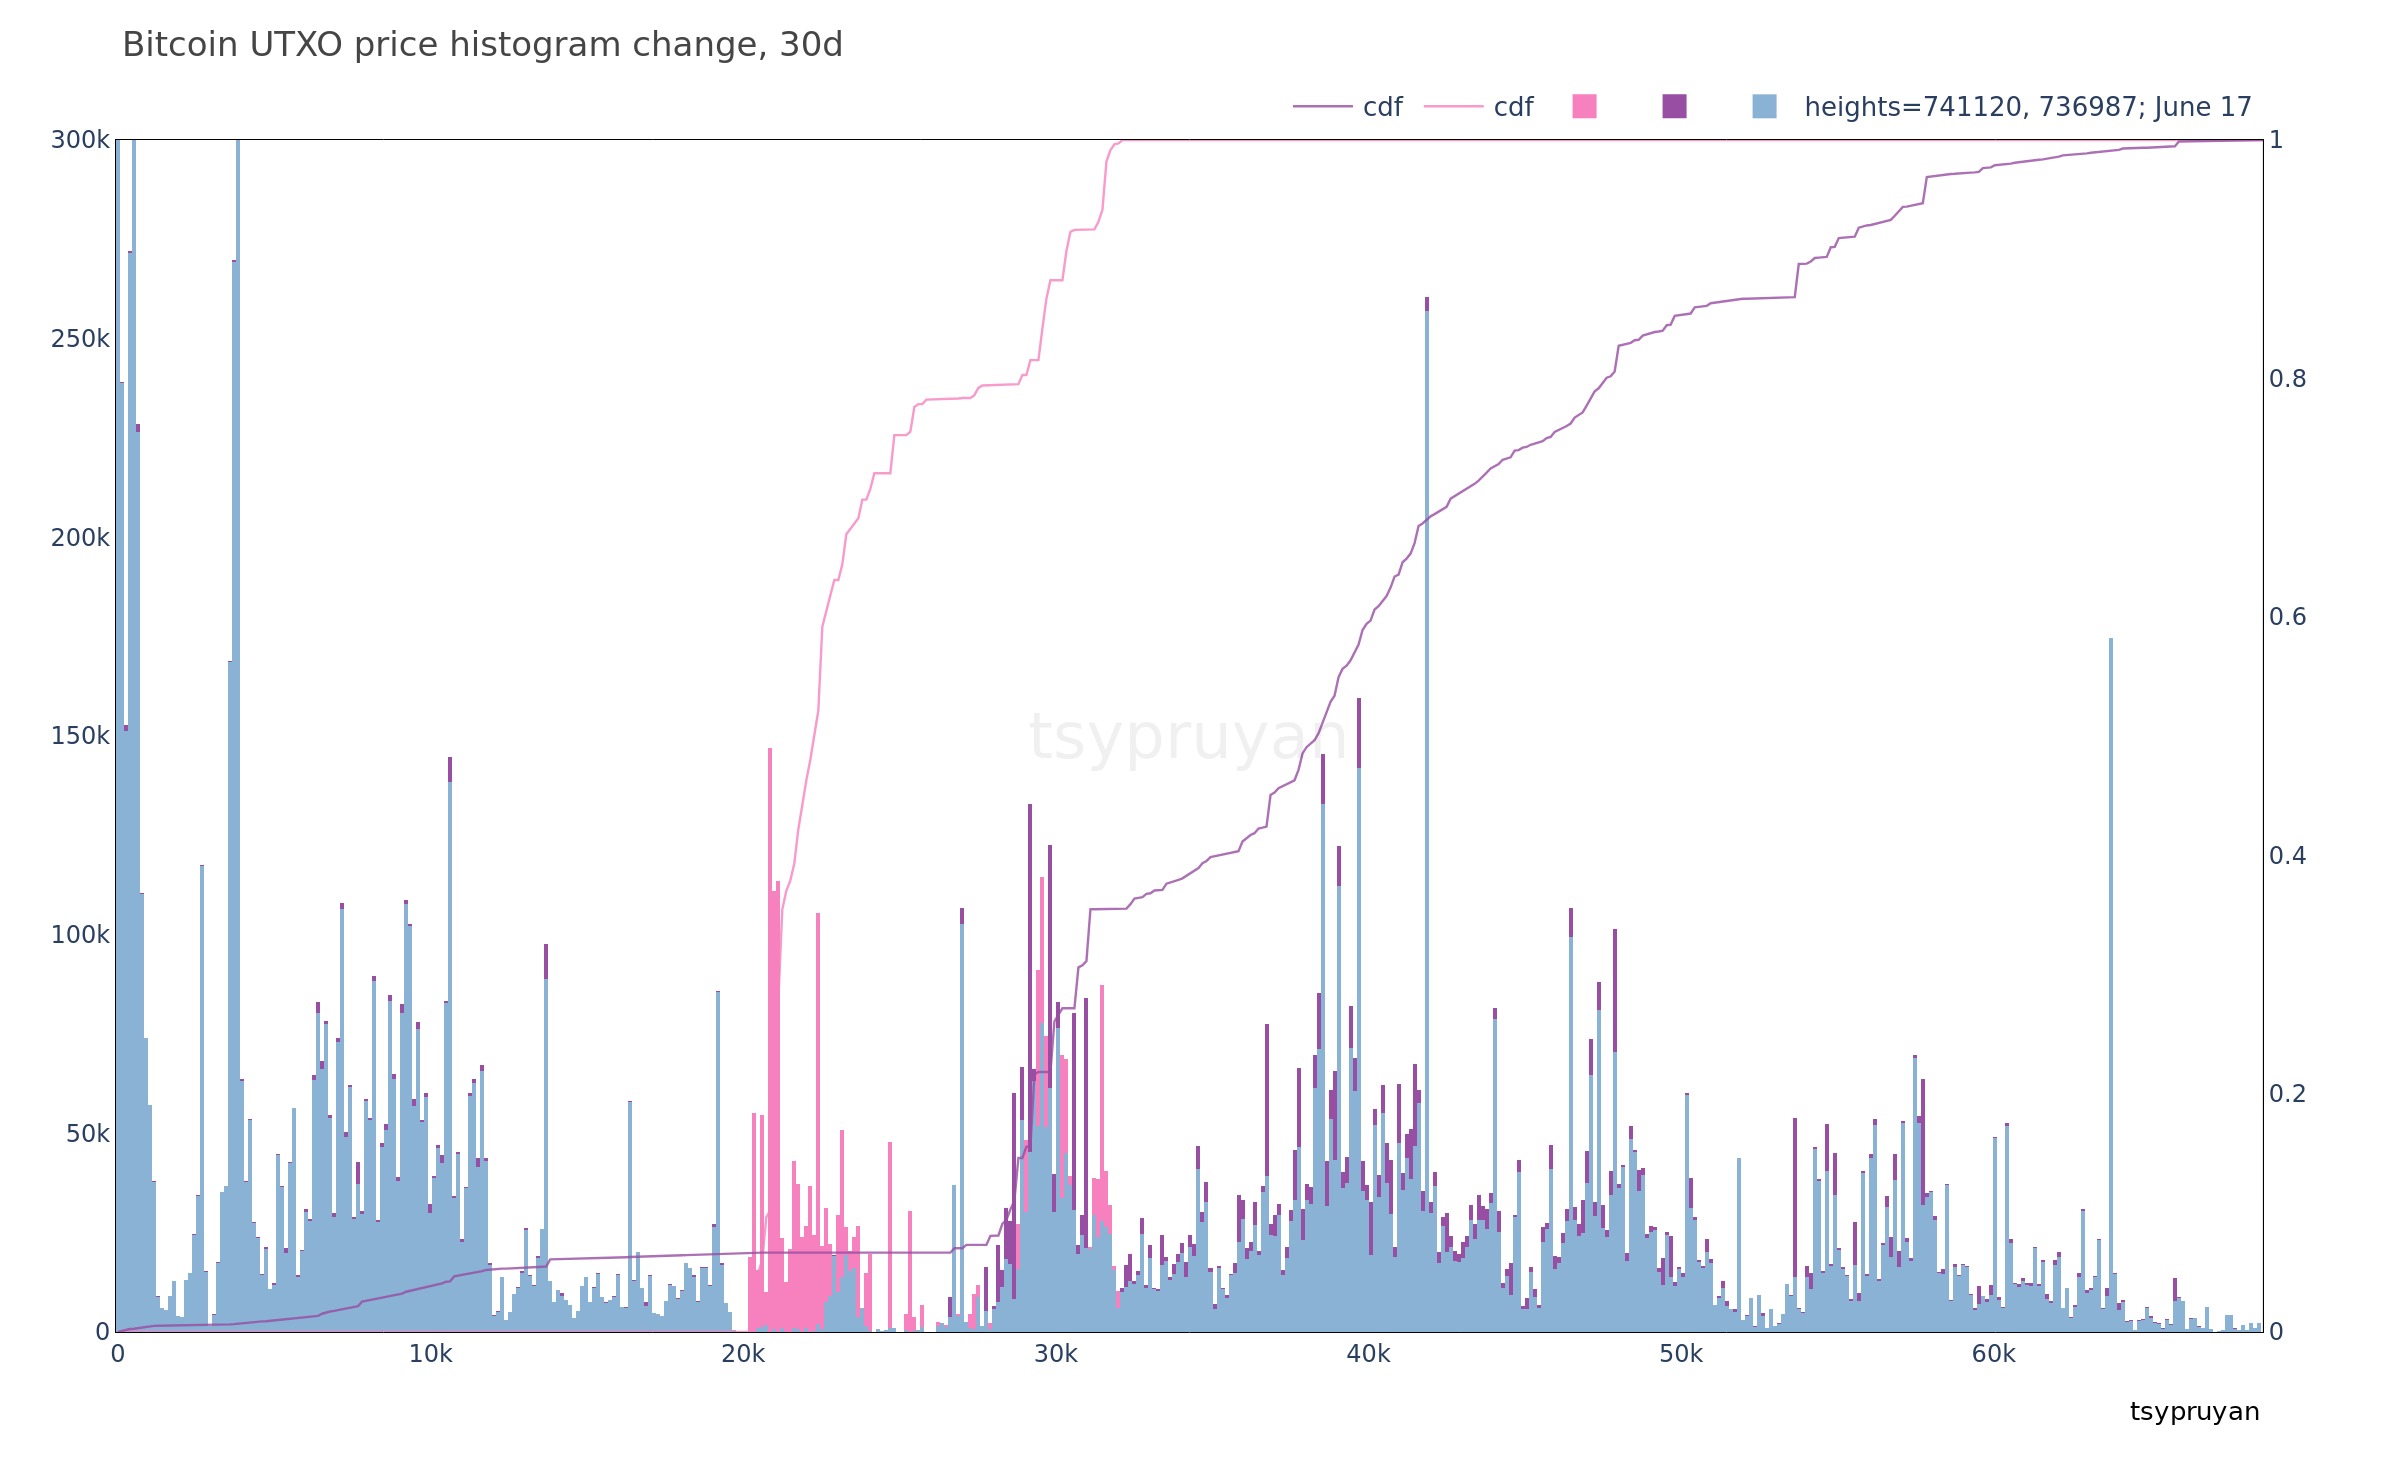 Bitcoin UTXO price histogram change, 30d
cdf cdf heights=741120, 736987; June 17
300k
250k
200k
150k
100k
50k
0
1
0.8
0.6
0.4
0.2
0
tsypruyan
0 10k 20k 30k 40k 50k 60k
tsypruyan